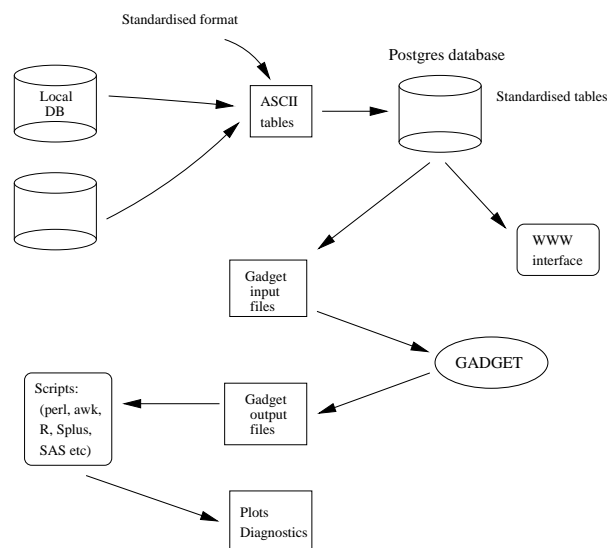 Standardised format
Postgres database
Local
DB
ASCII
tables
Standardised tables
WWW
interface
Gadget
input
files
GADGET
Scripts:
(perl, awk,
R, Splus,
SAS etc)
Gadget
output
files
Plots
Diagnostics